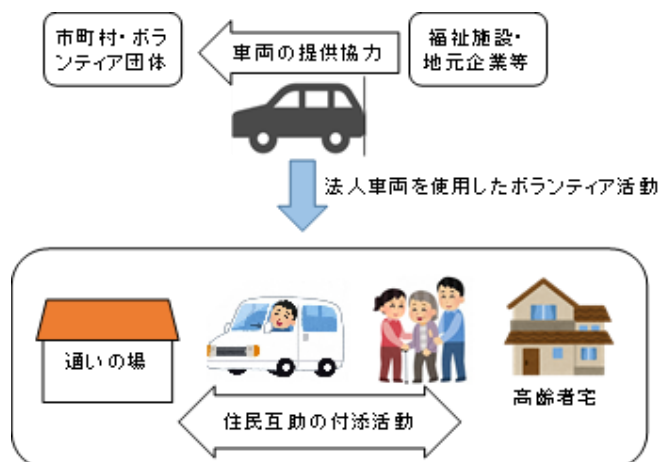 市町村・ボラ
ンティア団体
車両の提供協力
福祉施設・
地元企業等
法人車両を使用したボランティア活動
通いの場
高齢者宅
住民互助の付添活動